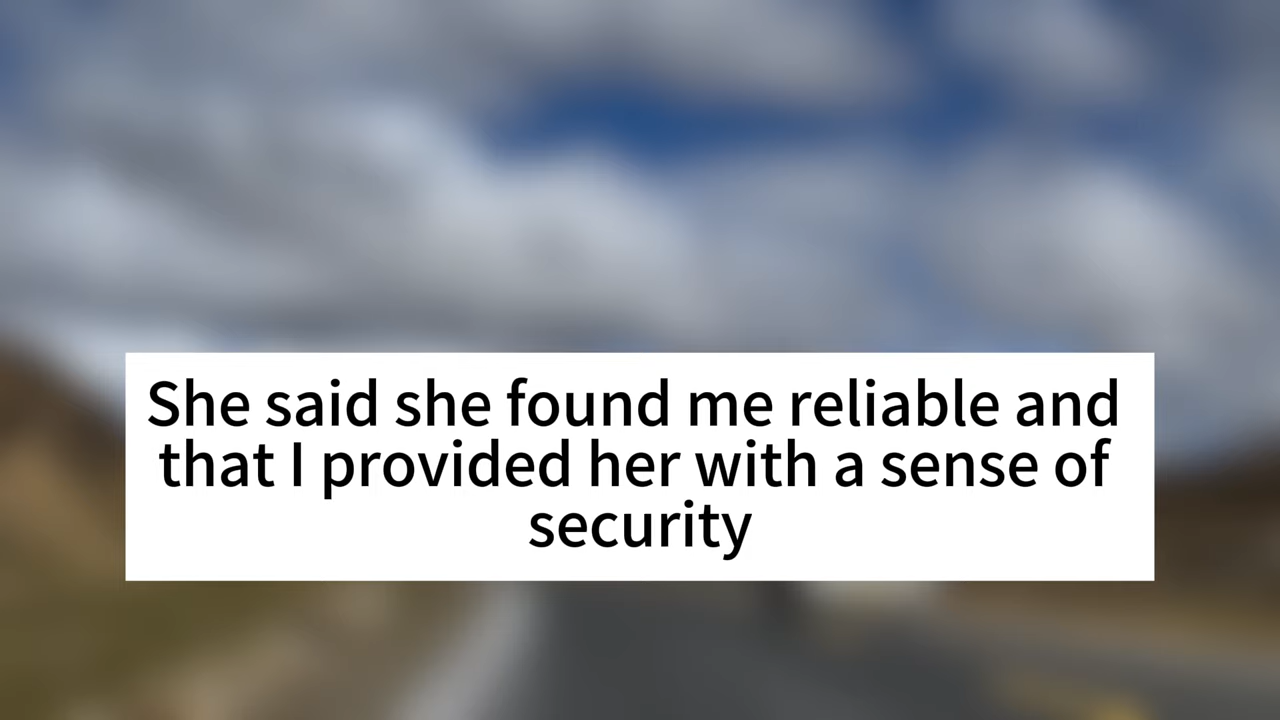 She said she found me reliable and
that I provided her with a sense of
security